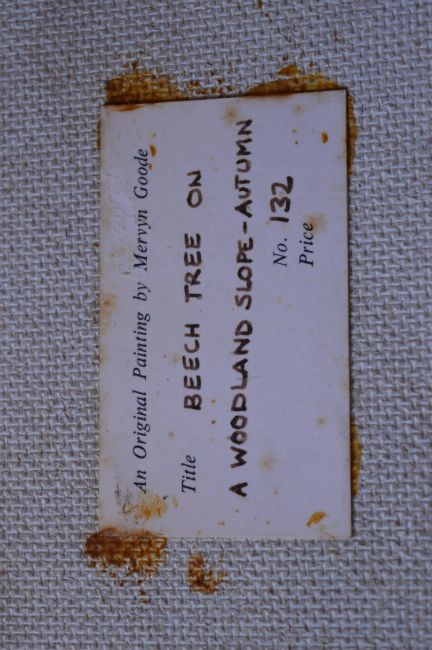 An Original Painting by Mervyn Goode
Title BEECH TREE ON
A WOODLAND SLOPE - AUTUMN
No. 132
Price